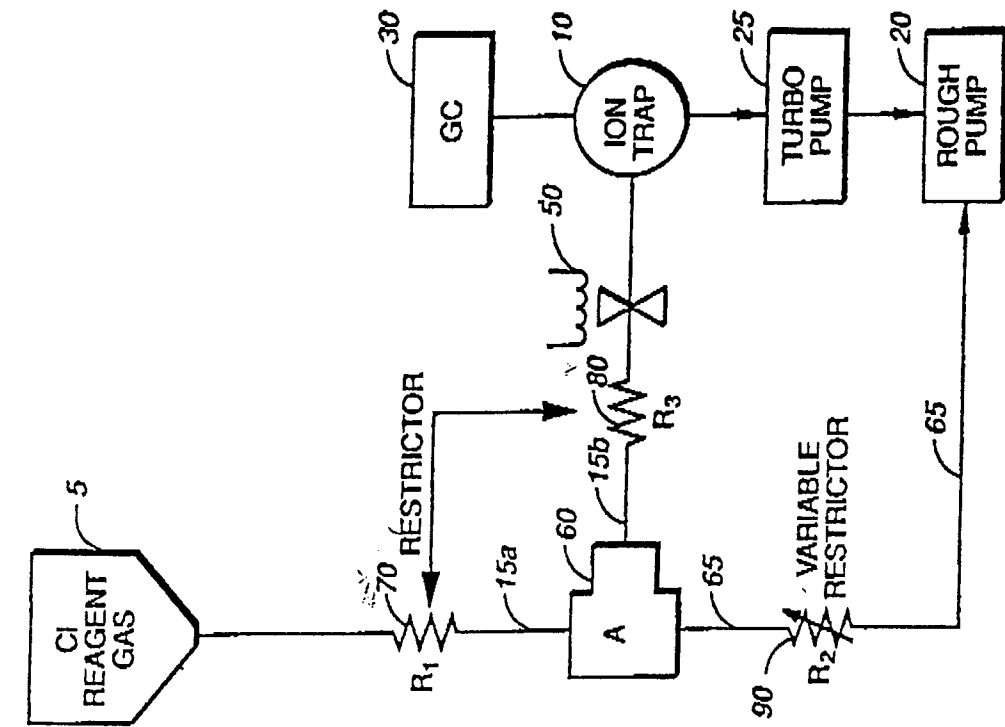 30
GC
10
ION
TRAP
25
TURBO
PUMP
20
ROUGH
PUMP
50
5
CI
REAGENT
GAS
RESTRICTOR
70
R1
15a
80
R3
15b
60
A
65
VARIABLE
RESTRICTOR
90
R2
65